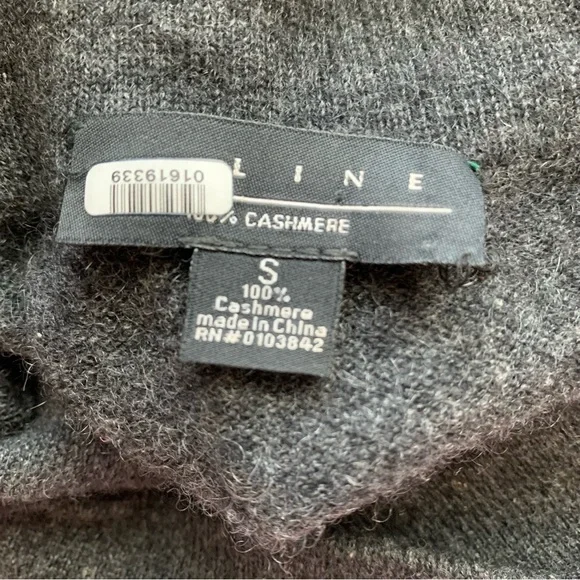 01619339
LINE
100% CASHMERE
S
100%
Cashmere
made in China
RN#0103842